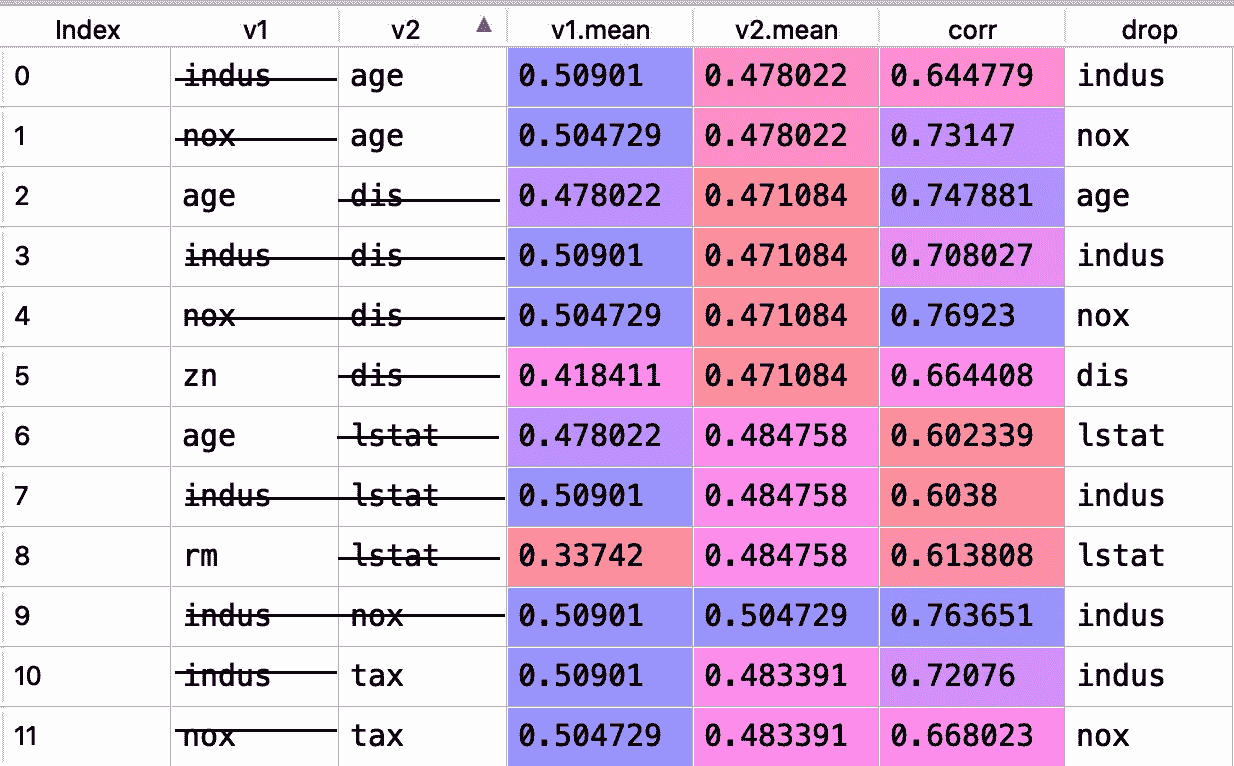 Index v1 v2 v1.mean v2.mean corr drop
0 indus age 0.50901 0.478022 0.644779 indus
1 nox age 0.504729 0.478022 0.73147 nox
2 age dis 0.478022 0.471084 0.747881 age
3 indus dis 0.50901 0.471084 0.708027 indus
4 nox dis 0.504729 0.471084 0.76923 nox
5 zn dis 0.418411 0.471084 0.664408 dis
6 age lstat 0.478022 0.484758 0.602339 lstat
7 indus lstat 0.50901 0.484758 0.6038 indus
8 rm lstat 0.33742 0.484758 0.613808 lstat
9 indus nox 0.50901 0.504729 0.763651 indus
10 indus tax 0.50901 0.483391 0.72076 indus
11 nox tax 0.504729 0.483391 0.668023 nox